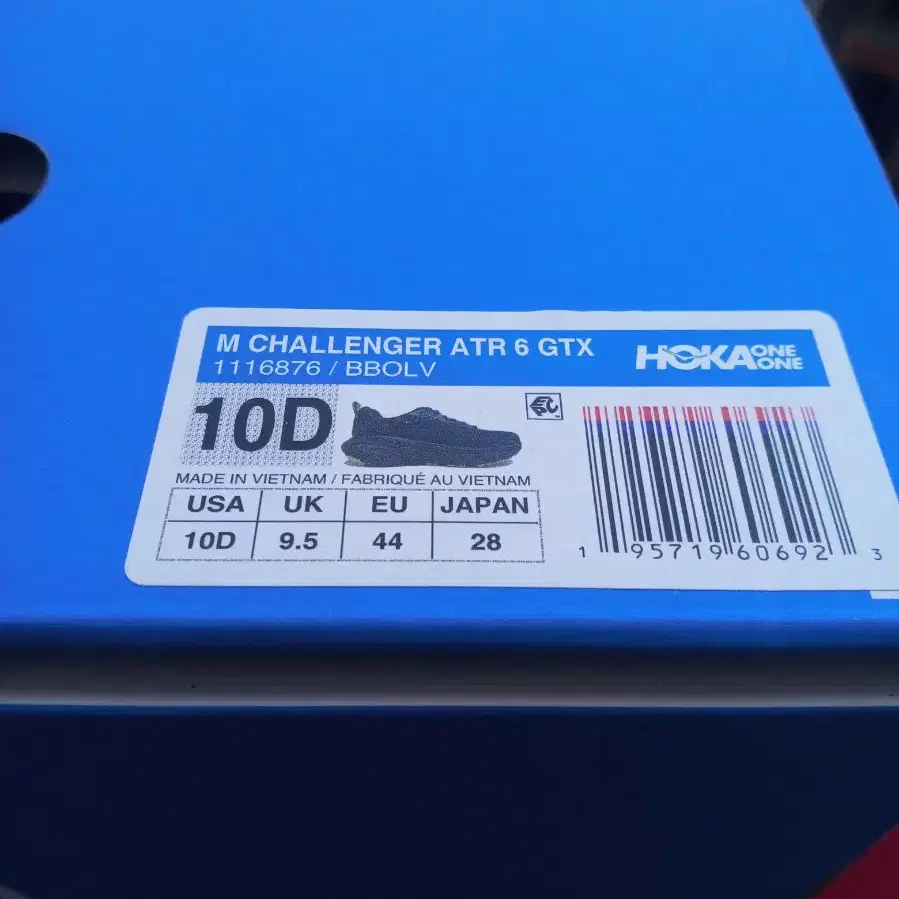 M CHALLENGER ATR 6 GTX
1116876 / BBOLV
HOKA ONE ONE
10D
MADE IN VIETNAM / FABRIQUÉ AU VIETNAM
USA UK EU JAPAN
10D 9.5 44 28
1 95719 60692 3